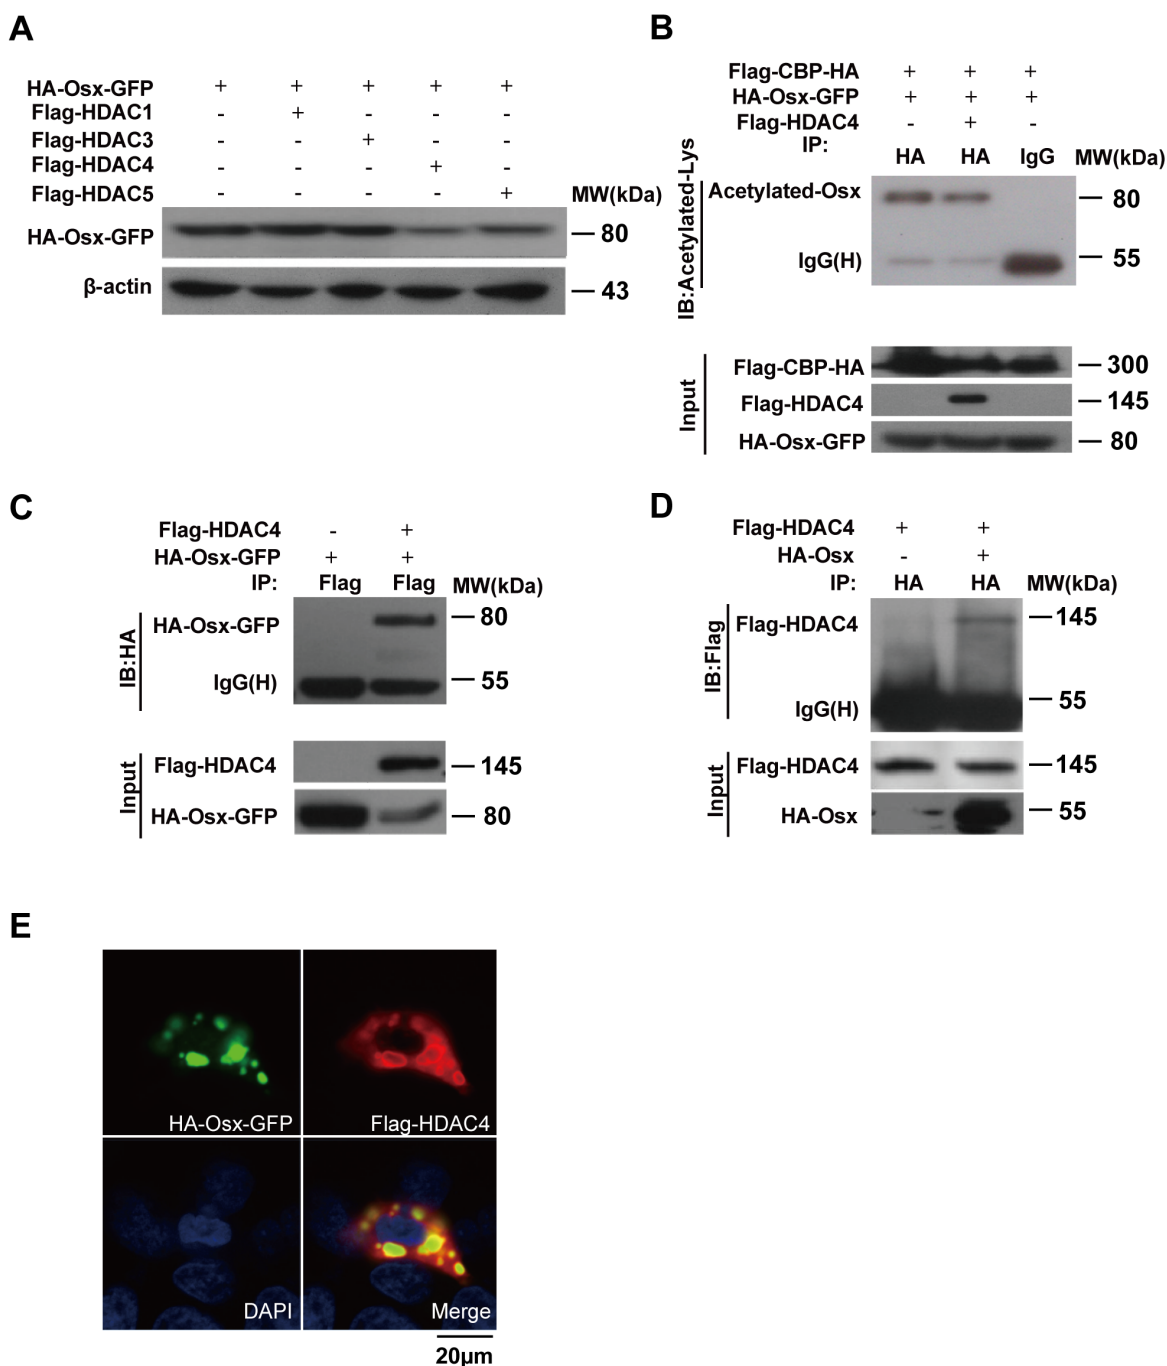 A
HA-Osx-GFP + + + + +
Flag-HDAC1 - + - - -
Flag-HDAC3 - - + - -
Flag-HDAC4 - - - + -
Flag-HDAC5 - - - - + MW(kDa)
HA-Osx-GFP — 80
β-actin — 43
B
Flag-CBP-HA + + +
HA-Osx-GFP + + +
Flag-HDAC4 - + -
IP: HA HA IgG MW(kDa)
IB:Acetylated-Lys
Acetylated-Osx — 80
IgG(H) — 55
Input
Flag-CBP-HA — 300
Flag-HDAC4 — 145
HA-Osx-GFP — 80
C
Flag-HDAC4 - +
HA-Osx-GFP + +
IP: Flag Flag MW(kDa)
IB:HA
HA-Osx-GFP — 80
IgG(H) — 55
Input
Flag-HDAC4 — 145
HA-Osx-GFP — 80
D
Flag-HDAC4 + +
HA-Osx - +
IP: HA HA MW(kDa)
IB:Flag
Flag-HDAC4 — 145
IgG(H) — 55
Input
Flag-HDAC4 — 145
HA-Osx — 55
E
HA-Osx-GFP Flag-HDAC4
DAPI Merge
20μm